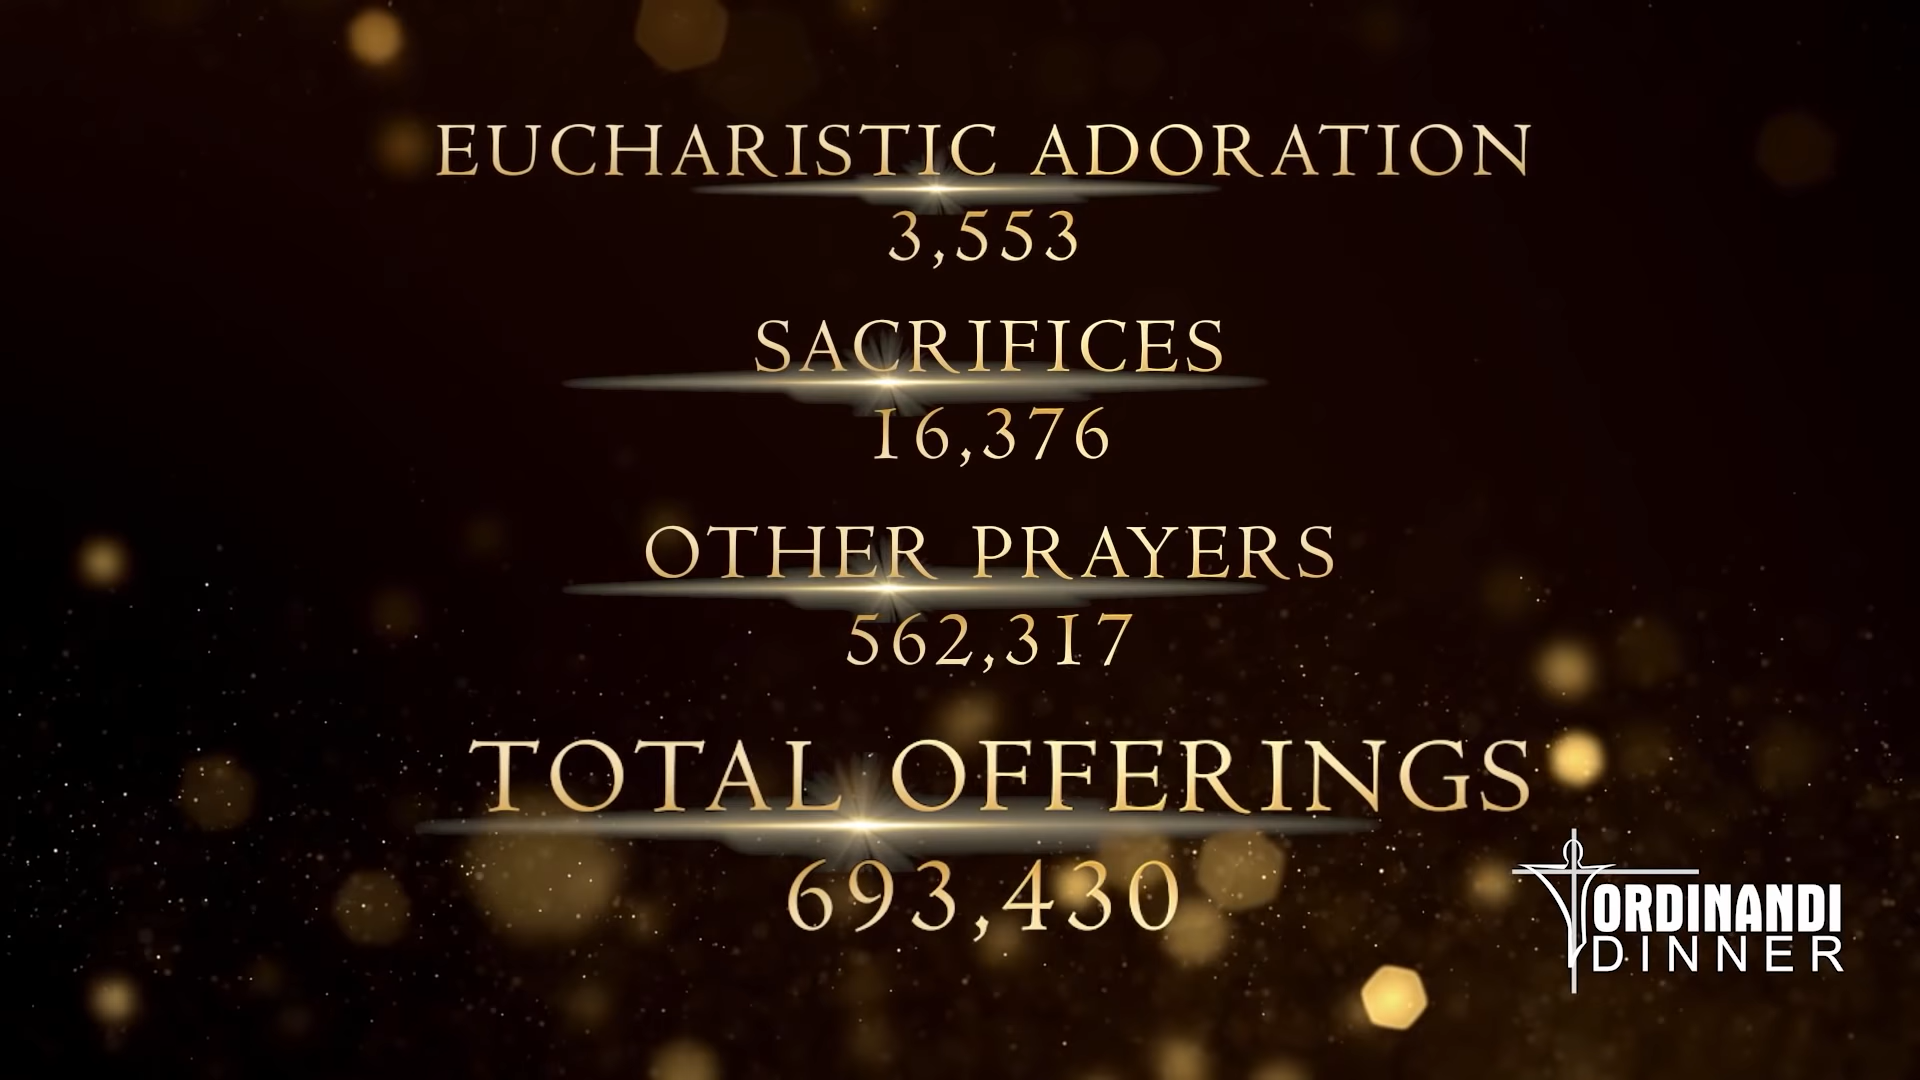 EUCHARISTIC ADORATION
3,553
SACRIFICES
16,376
OTHER PRAYERS
562,317
TOTAL OFFERINGS
693,430
ORDINANDI
DINNER